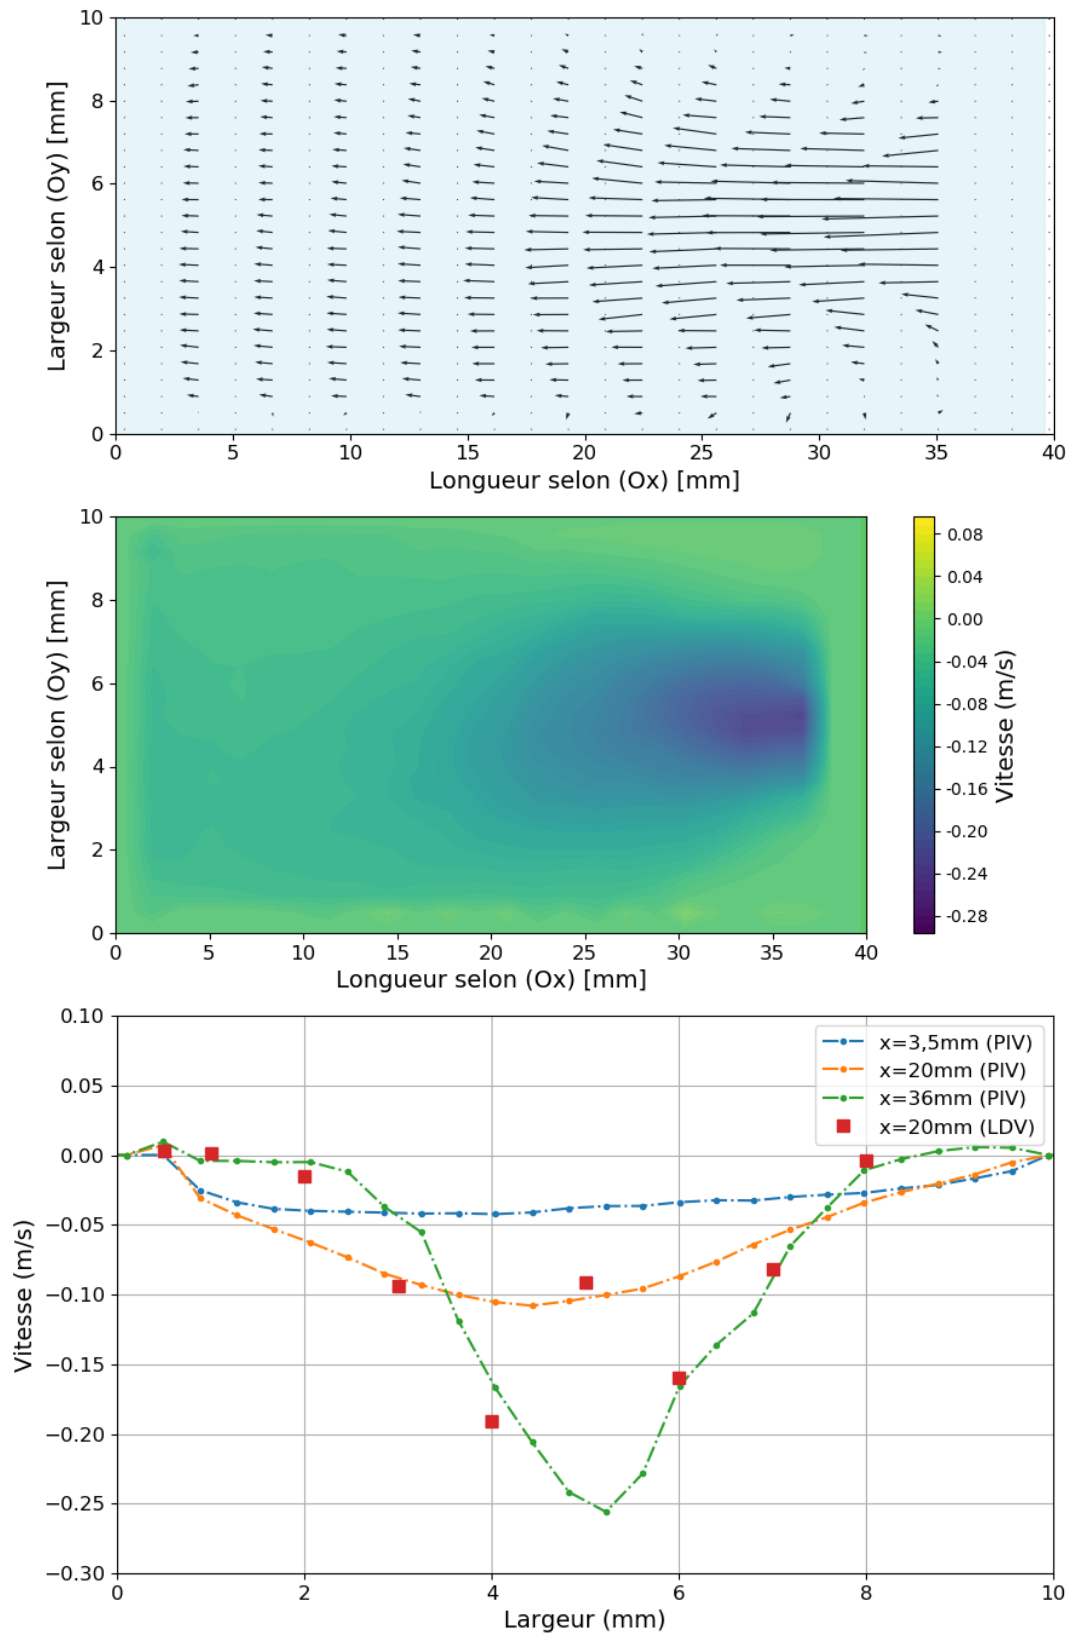 10
8
6
4
2
0
Largeur selon (Oy) [mm]
0 5 10 15 20 25 30 35 40
Longueur selon (Ox) [mm]
10
8
6
4
2
0
Largeur selon (Oy) [mm]
0 5 10 15 20 25 30 35 40
Longueur selon (Ox) [mm]
0.08
0.04
0.00
-0.04
-0.08
-0.12
-0.16
-0.20
-0.24
-0.28
Vitesse (m/s)
0.10
0.05
0.00
−0.05
−0.10
−0.15
−0.20
−0.25
−0.30
Vitesse (m/s)
x=3,5mm (PIV)
x=20mm (PIV)
x=36mm (PIV)
x=20mm (LDV)
0 2 4 6 8 10
Largeur (mm)